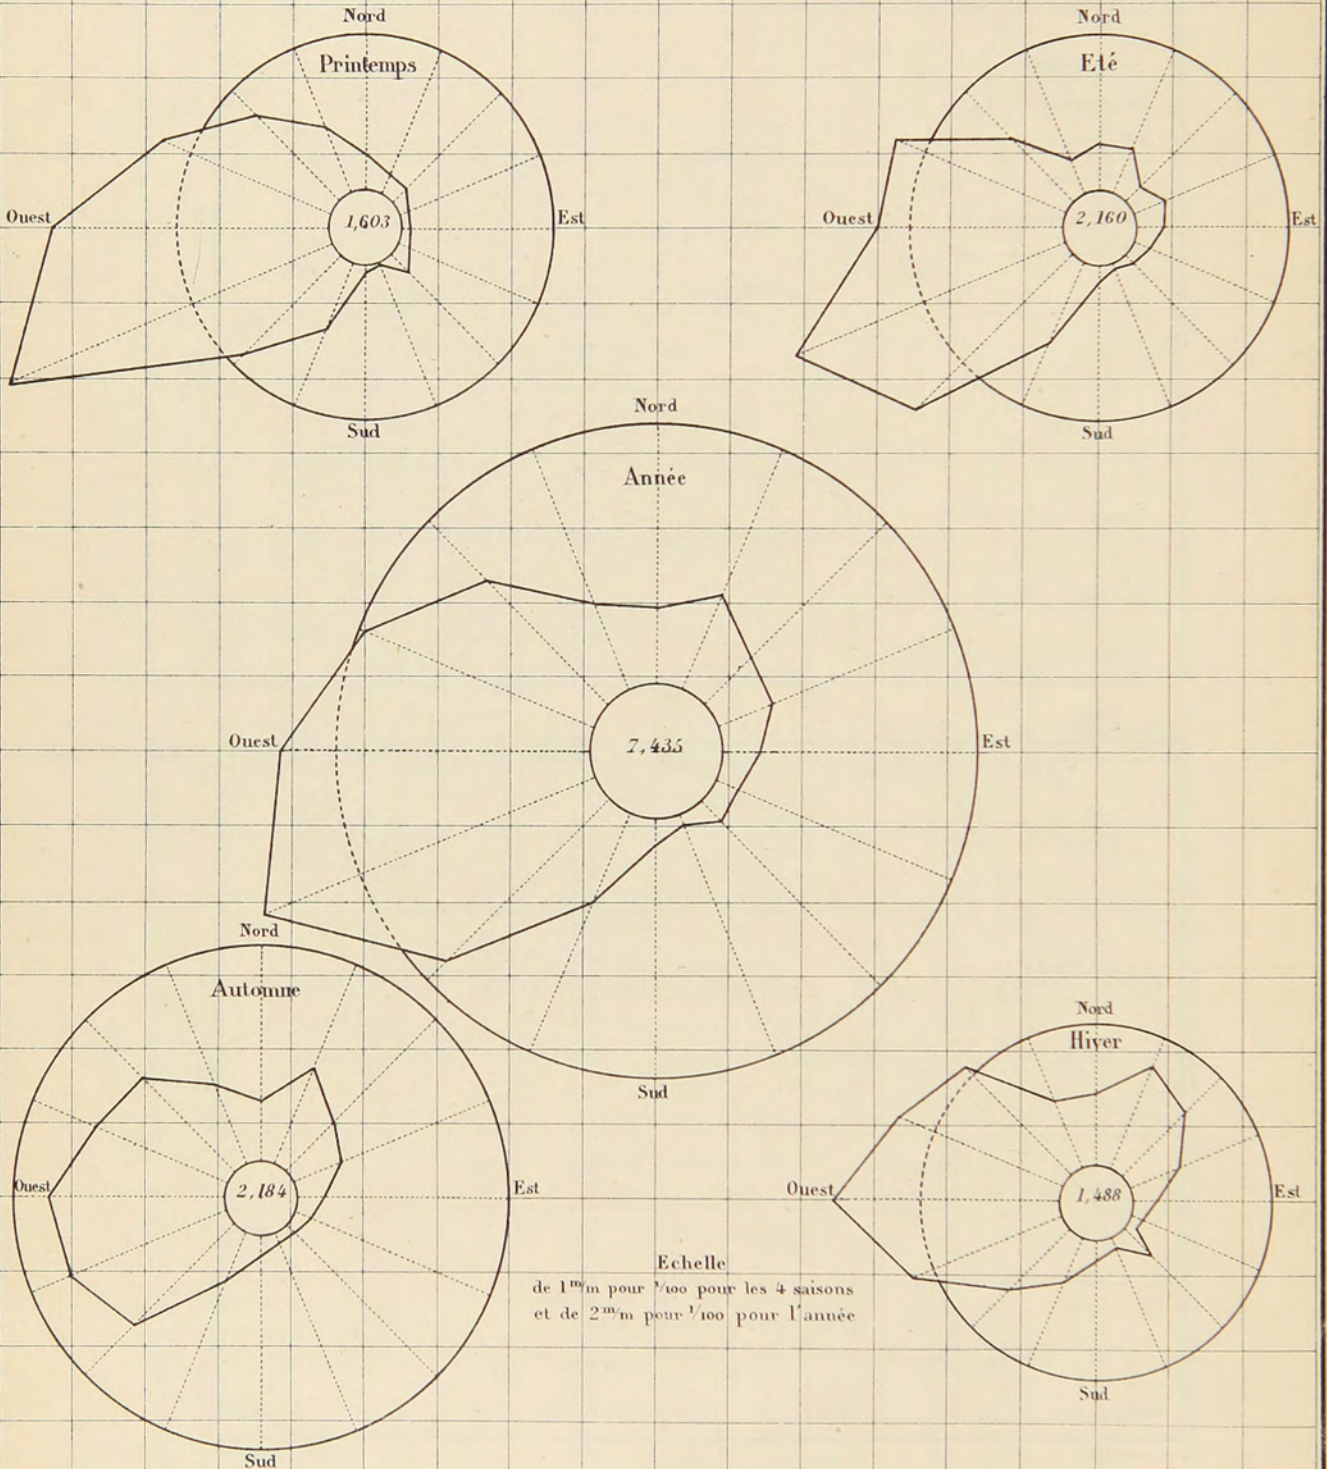 Nord
Printemps
Ouest
1,603
Est
Sud
Nord
Eté
Ouest
2,160
Est
Sud
Nord
Année
Ouest
7,435
Est
Sud
Nord
Automne
Ouest
2,184
Est
Sud
Nord
Hiver
Ouest
1,488
Est
Sud
Echelle
de 1 m/m pour 1/100 pour les 4 saisons
et de 2 m/m pour 1/100 pour l'année